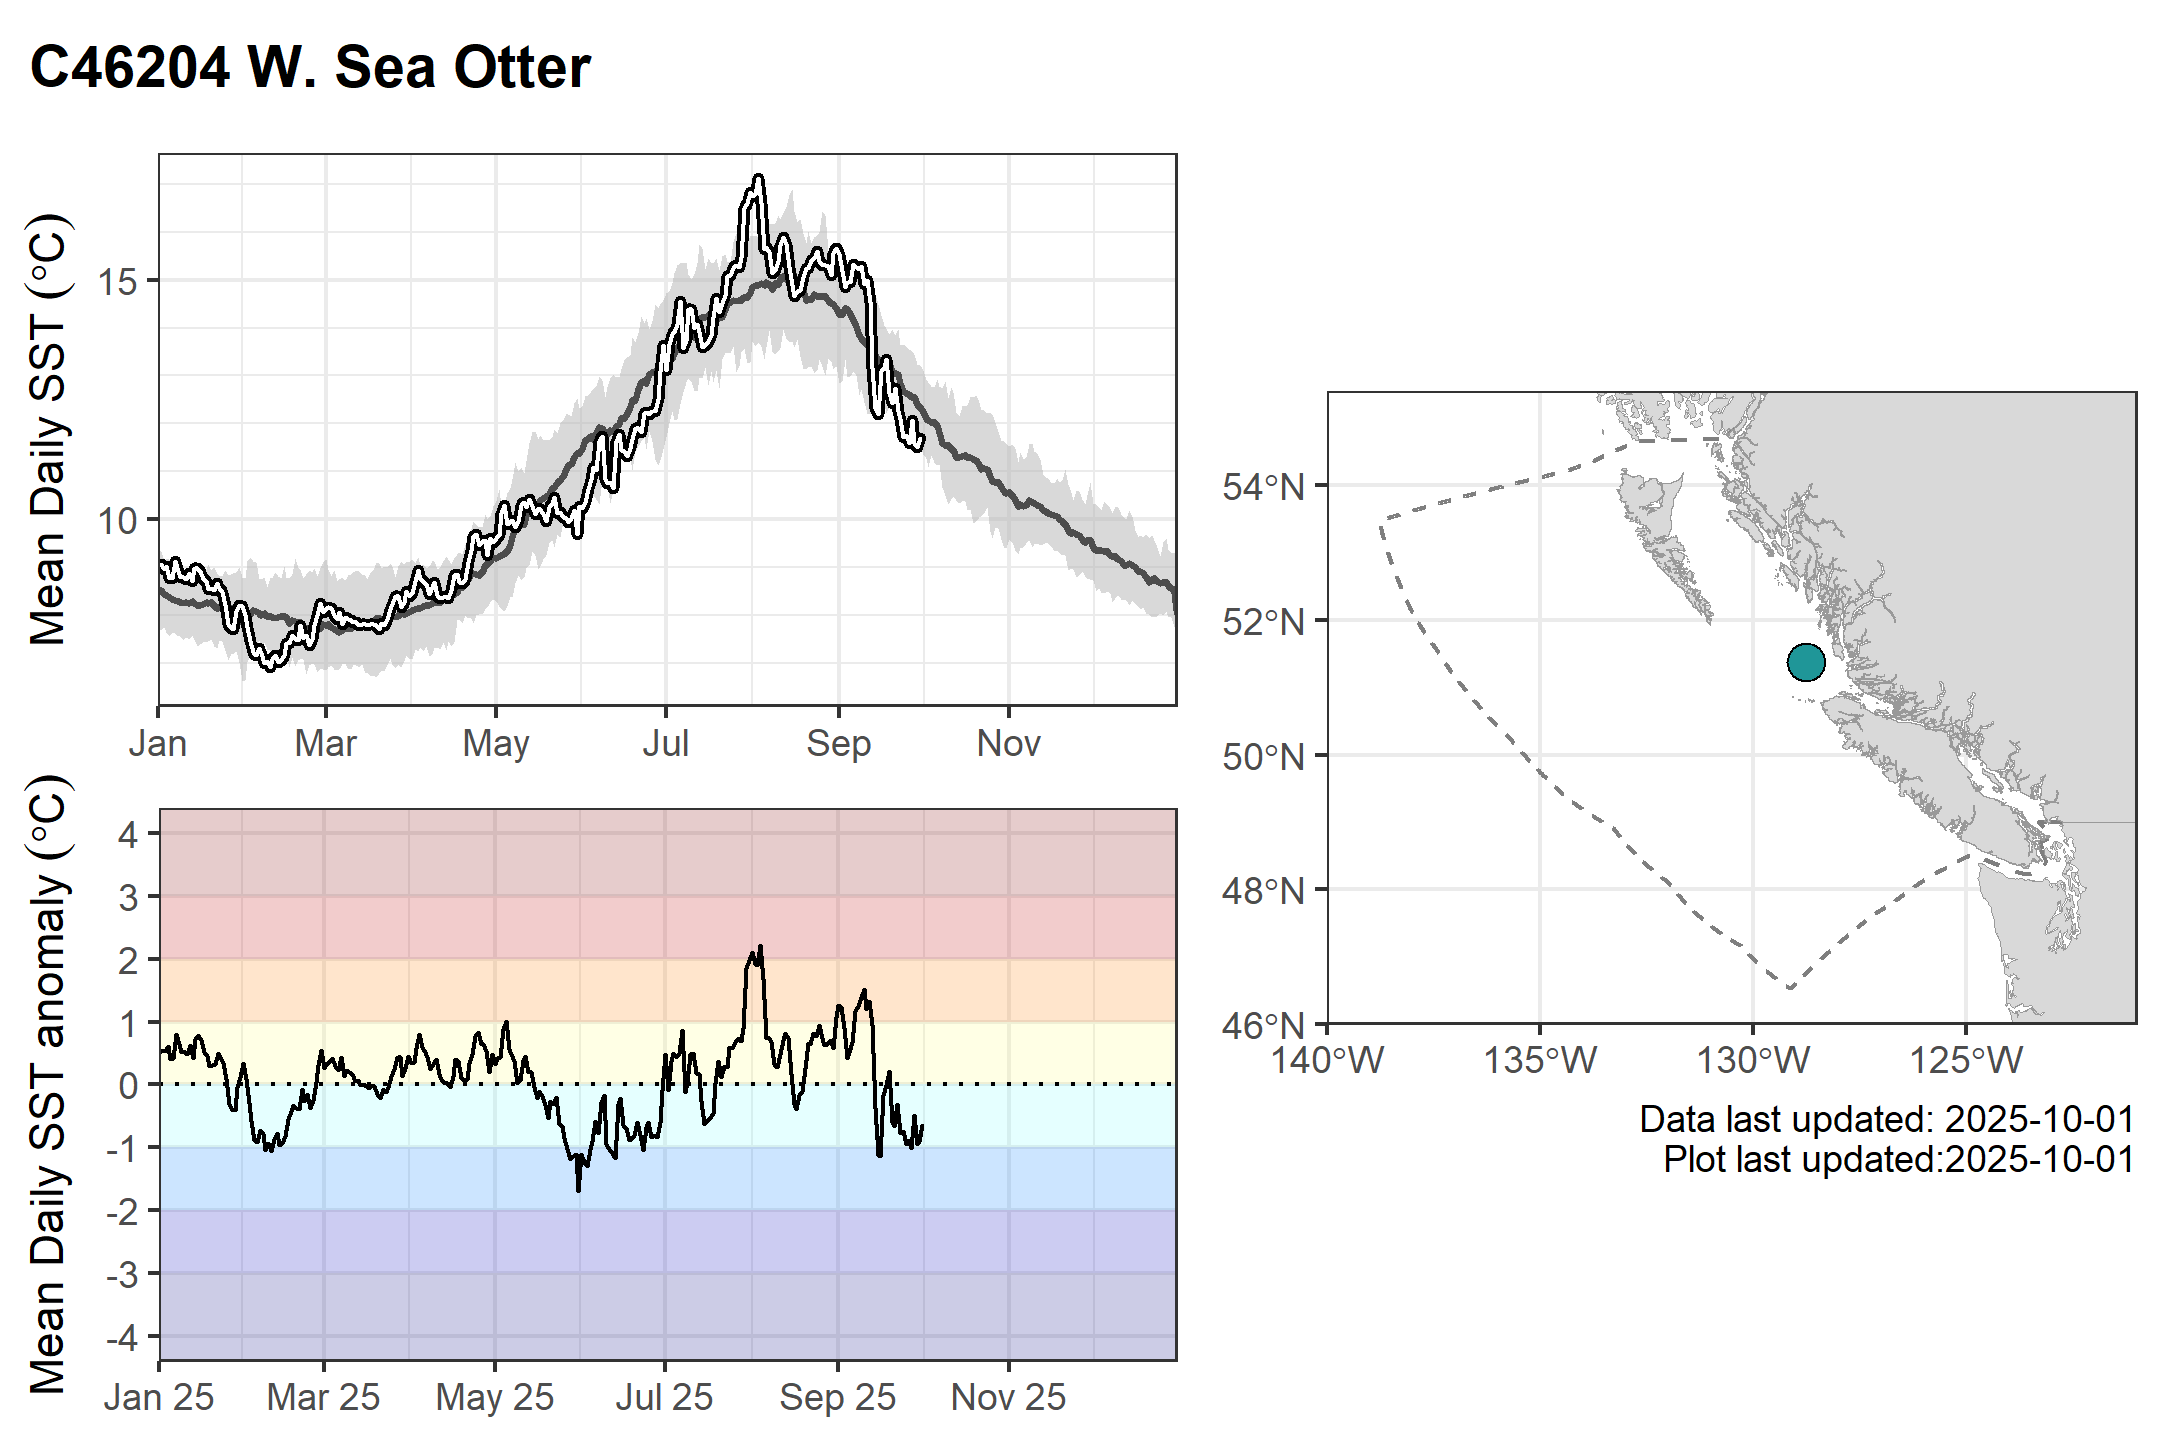 C46204 W. Sea Otter
Mean Daily SST (°C)
15
10
Jan Mar May Jul Sep Nov
Mean Daily SST anomaly (°C)
4
3
2
1
0
-1
-2
-3
-4
Jan 25 Mar 25 May 25 Jul 25 Sep 25 Nov 25
54°N
52°N
50°N
48°N
46°N
140°W 135°W 130°W 125°W
Data last updated: 2025-10-01
Plot last updated:2025-10-01